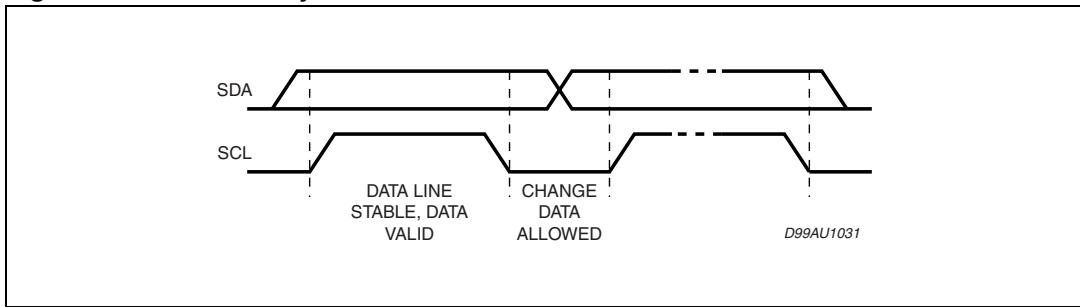 SDA
SCL
DATA LINE
STABLE, DATA
VALID
CHANGE
DATA
ALLOWED
D99AU1031